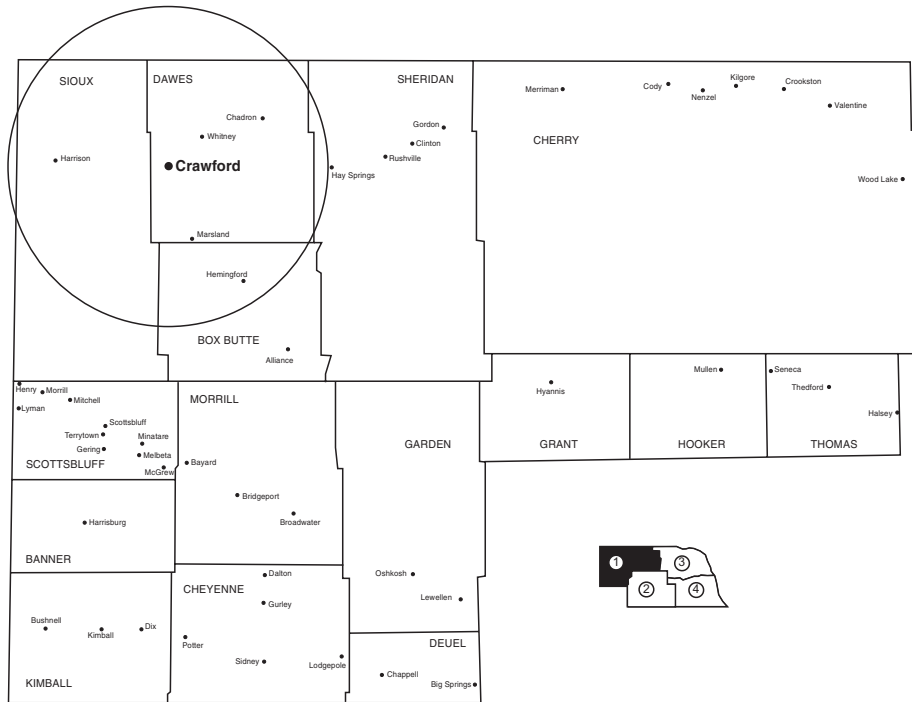 SIOUX
DAWES
SHERIDAN
CHERRY
Merriman
Cody
Nenzel
Kilgore
Crookston
Valentine
Wood Lake
Chadron
Whitney
Crawford
Harrison
Gordon
Clinton
Rushville
Hay Springs
Marsland
Hemingford
BOX BUTTE
Alliance
Henry
Morrill
Mitchell
Lyman
Scottsbluff
Terrytown
Minatare
Gering
Melbeta
McGrew
SCOTTSBLUFF
MORRILL
Bayard
Bridgeport
Broadwater
GARDEN
Oshkosh
Lewellen
Hyannis
GRANT
Mullen
HOOKER
Seneca
Thedford
Halsey
THOMAS
Harrisburg
BANNER
Bushnell
Kimball
Dix
KIMBALL
CHEYENNE
Dalton
Gurley
Potter
Sidney
Lodgepole
DEUEL
Chappell
Big Springs
1
3
2
4